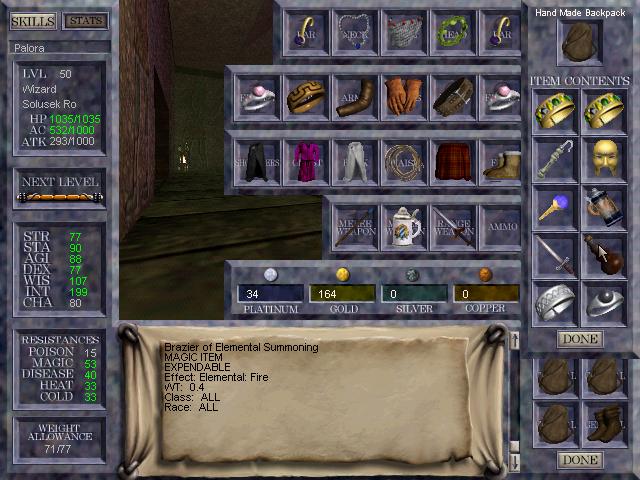 SKILLS
STATS
Palora
LVL 50
Wizard
Solusek Ro
HP 1035/1035
AC 532/1000
ATK 293/1000
NEXT LEVEL
STR 77
STA 90
AGI 88
DEX 77
WIS 107
INT 199
CHA 80
RESISTANCES
POISON 15
MAGIC 53
DISEASE 40
HEAT 33
COLD 33
WEIGHT
ALLOWANCE
71/77
EAR
NECK
HEAD
EAR
WAIST
MELEE
WEAPON
RANGE
WEAPON
AMMO
34
164
0
0
PLATINUM
GOLD
SILVER
COPPER
Brazier of Elemental Summoning
MAGIC ITEM
EXPENDABLE
Effect: Elemental: Fire
WT: 0.4
Class: ALL
Race: ALL
Hand Made Backpack
ITEM CONTENTS
DONE
DONE